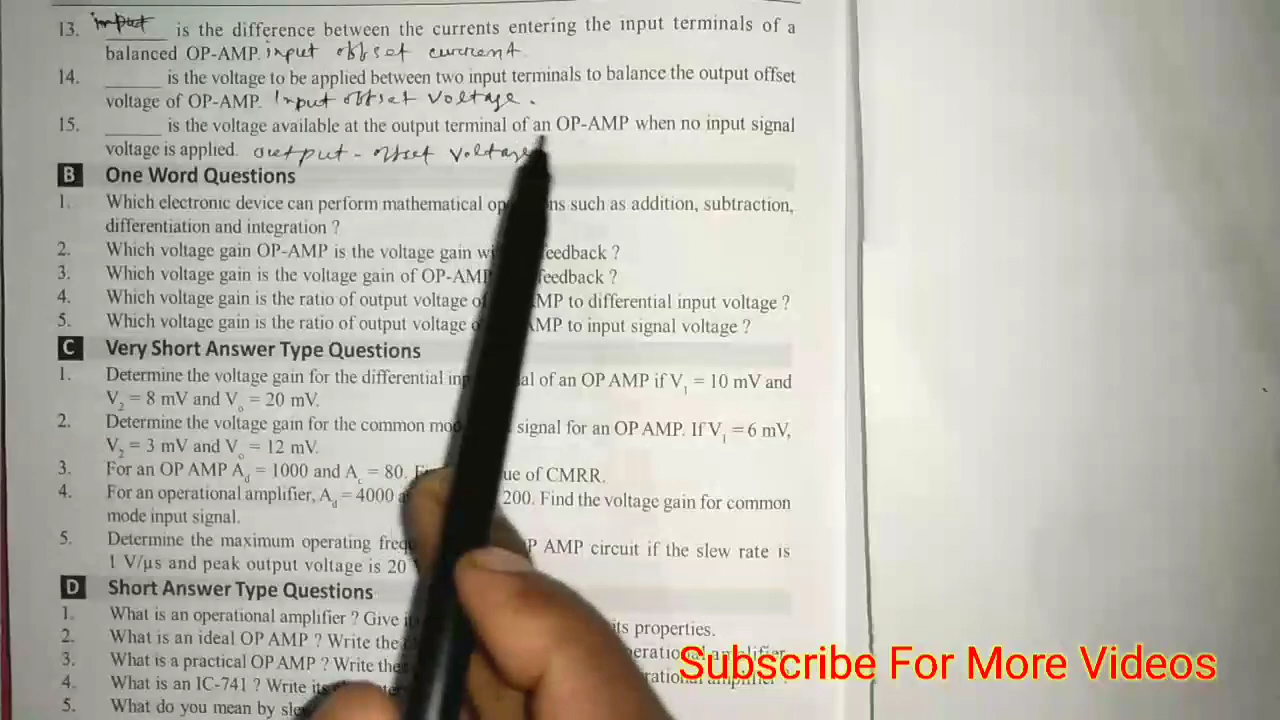 13. input ______ is the difference between the currents entering the input terminals of a
balanced OP-AMP. input offset current.
14. ______ is the voltage to be applied between two input terminals to balance the output offset
voltage of OP-AMP. Input offset voltage.
15. ______ is the voltage available at the output terminal of an OP-AMP when no input signal
voltage is applied. output - offset voltage
B One Word Questions
1. Which electronic device can perform mathematical op ns such as addition, subtraction,
differentiation and integration ?
2. Which voltage gain OP-AMP is the voltage gain wi feedback ?
3. Which voltage gain is the voltage gain of OP-AMP feedback ?
4. Which voltage gain is the ratio of output voltage o MP to differential input voltage ?
5. Which voltage gain is the ratio of output voltage o AMP to input signal voltage ?
C Very Short Answer Type Questions
1. Determine the voltage gain for the differential inp al of an OP AMP if V₁ = 10 mV and
V₂ = 8 mV and Vₒ = 20 mV.
2. Determine the voltage gain for the common mo signal for an OP AMP. If V₁ = 6 mV,
V₂ = 3 mV and Vₒ = 12 mV.
3. For an OP AMP A_d = 1000 and A_c = 80. ue of CMRR.
4. For an operational amplifier, A_d = 4000 200. Find the voltage gain for common
mode input signal.
5. Determine the maximum operating freq P AMP circuit if the slew rate is
1 V/μs and peak output voltage is 20
D Short Answer Type Questions
1. What is an operational amplifier ? Give its properties.
2. What is an ideal OP AMP ? Write the erational amplifier
3. What is a practical OP AMP ? Write the rational amplifier ?
4. What is an IC-741 ? Write its
5. What do you mean by sle
Subscribe For More Videos